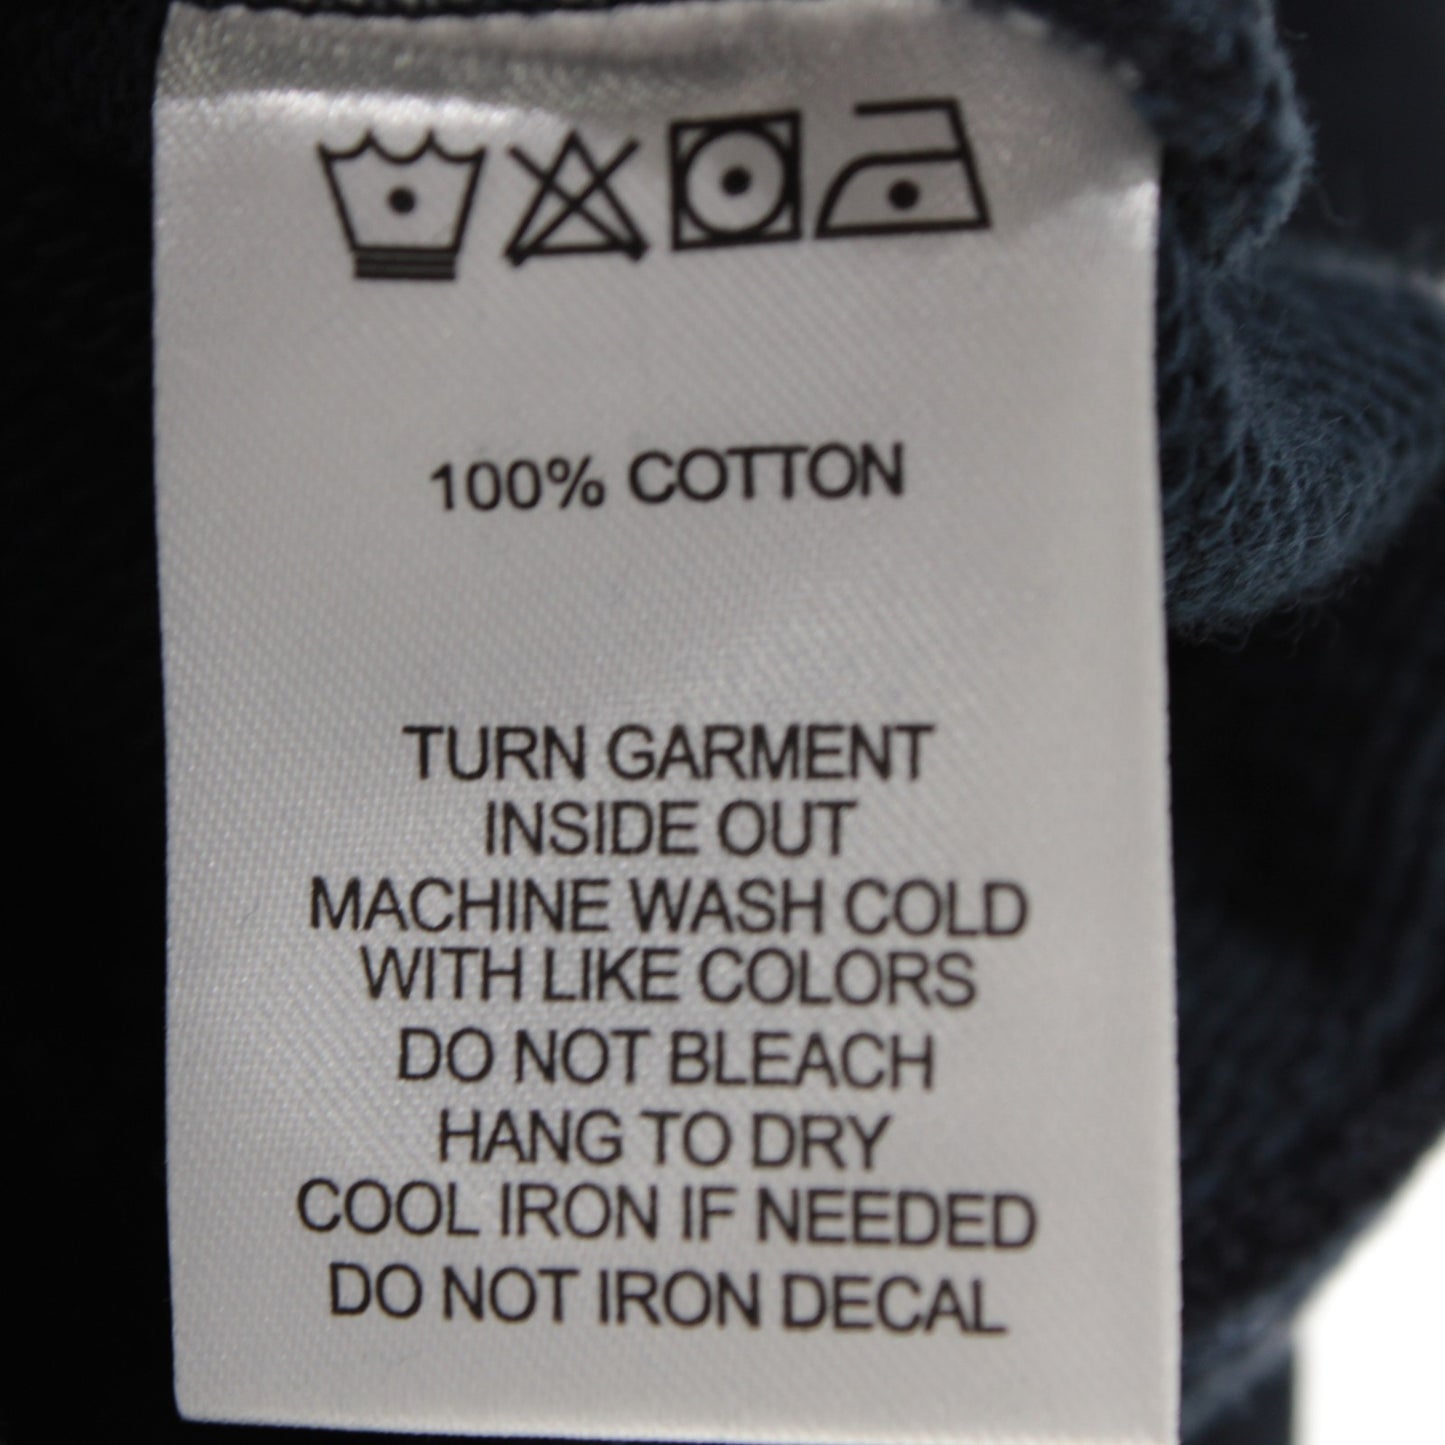 100% COTTON
TURN GARMENT
INSIDE OUT
MACHINE WASH COLD
WITH LIKE COLORS
DO NOT BLEACH
HANG TO DRY
COOL IRON IF NEEDED
DO NOT IRON DECAL